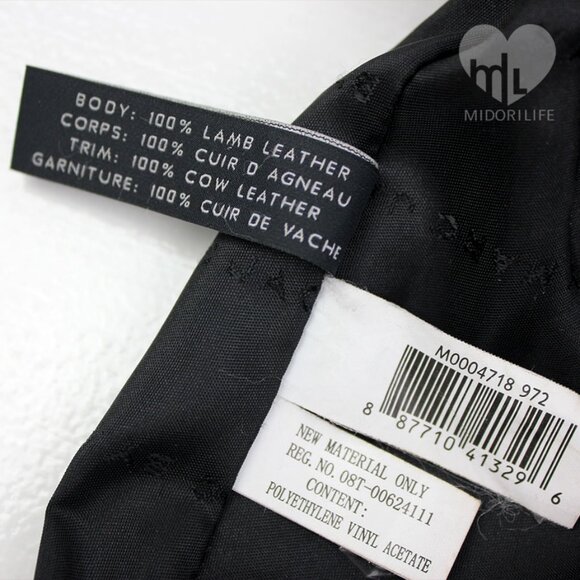 mL
MIDORILIFE
BODY: 100% LAMB LEATHER
CORPS: 100% CUIR D AGNEAU
TRIM: 100% COW LEATHER
GARNITURE: 100% CUIR DE VACHE
M0004718 972
8 87710 41329 6
NEW MATERIAL ONLY
REG. NO. 08T-00624111
CONTENT:
POLYETHYLENE VINYL ACETATE